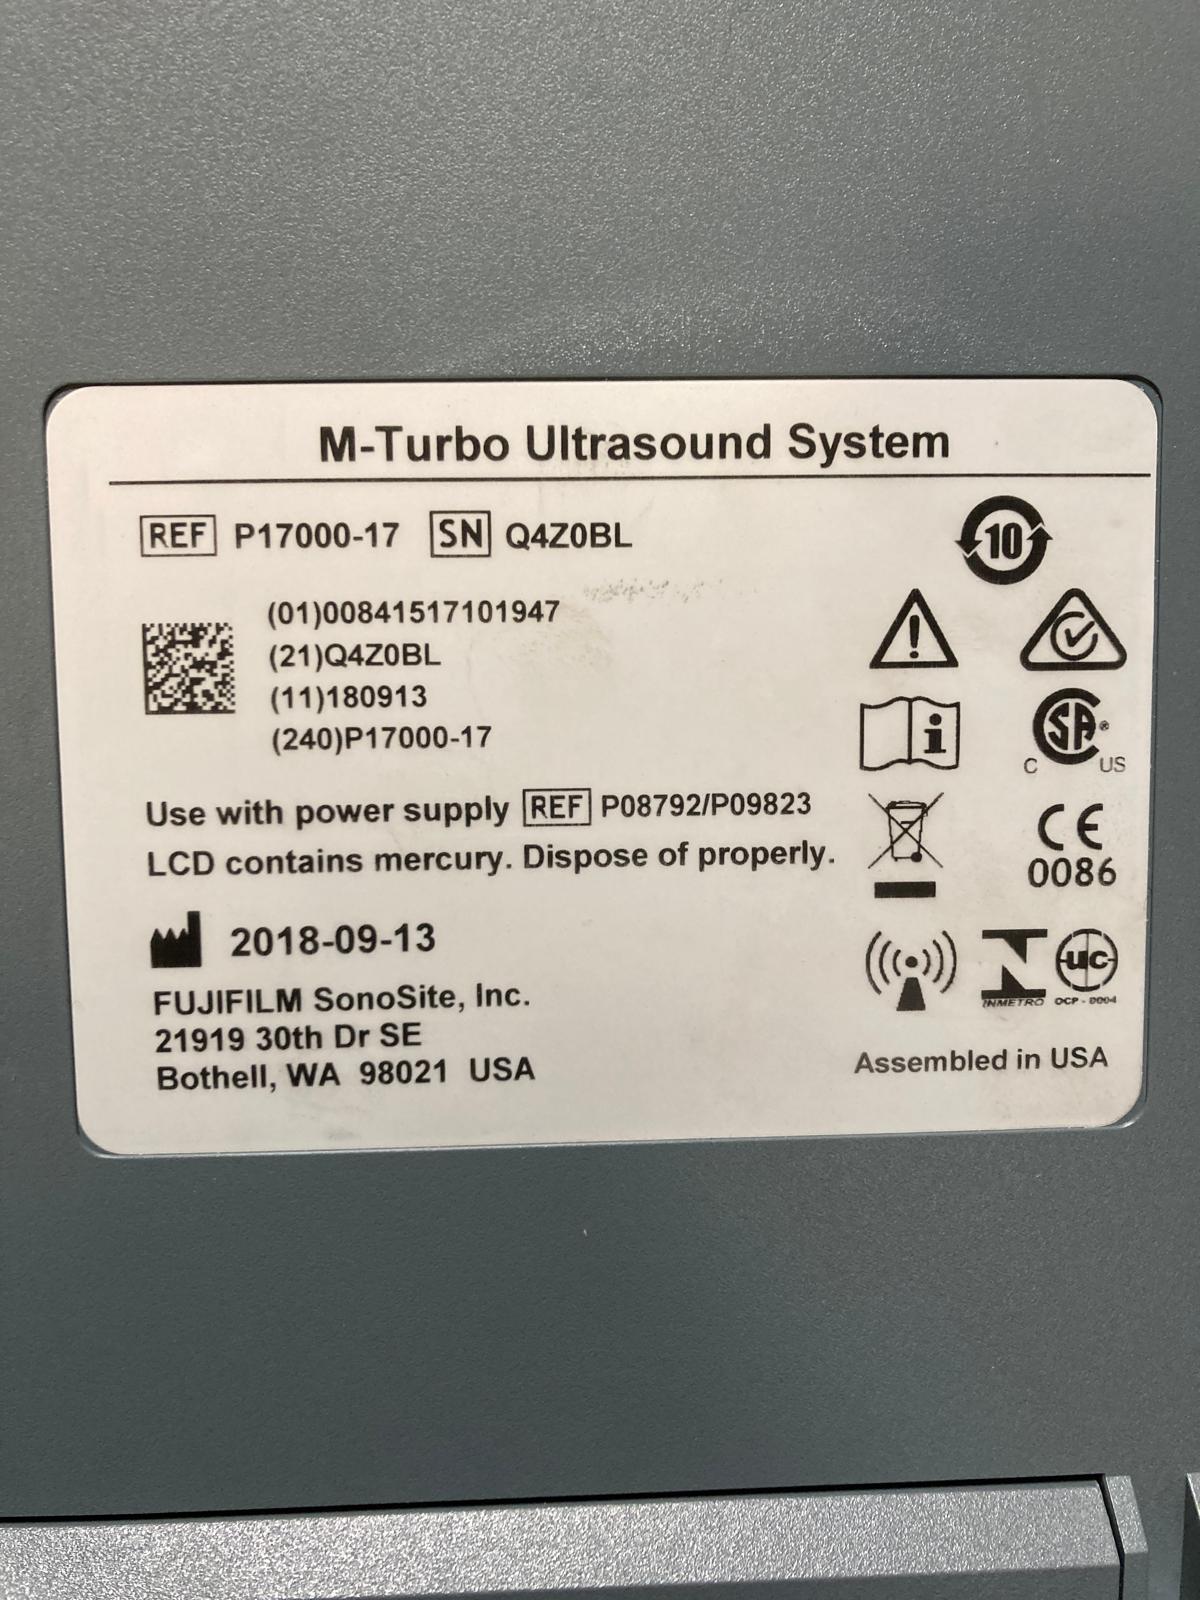 M-Turbo Ultrasound System
REF P17000-17 SN Q4Z0BL
10
(01)00841517101947
(21)Q4Z0BL
(11)180913
(240)P17000-17
SA® C US
Use with power supply REF P08792/P09823
LCD contains mercury. Dispose of properly.
CE
0086
2018-09-13
FUJIFILM SonoSite, Inc.
21919 30th Dr SE
Bothell, WA 98021 USA
INMETRO UC OCP - 0004
Assembled in USA